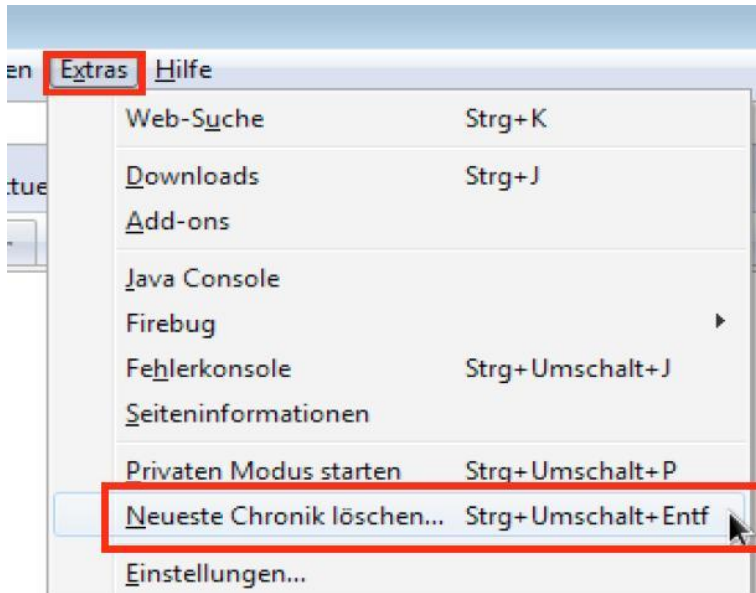 en Extras Hilfe
Web-Suche Strg+K
Downloads Strg+J
Add-ons
Java Console
Firebug
Fehlerkonsole Strg+Umschalt+J
Seiteninformationen
Privaten Modus starten Strg+Umschalt+P
Neueste Chronik löschen... Strg+Umschalt+Entf
Einstellungen...